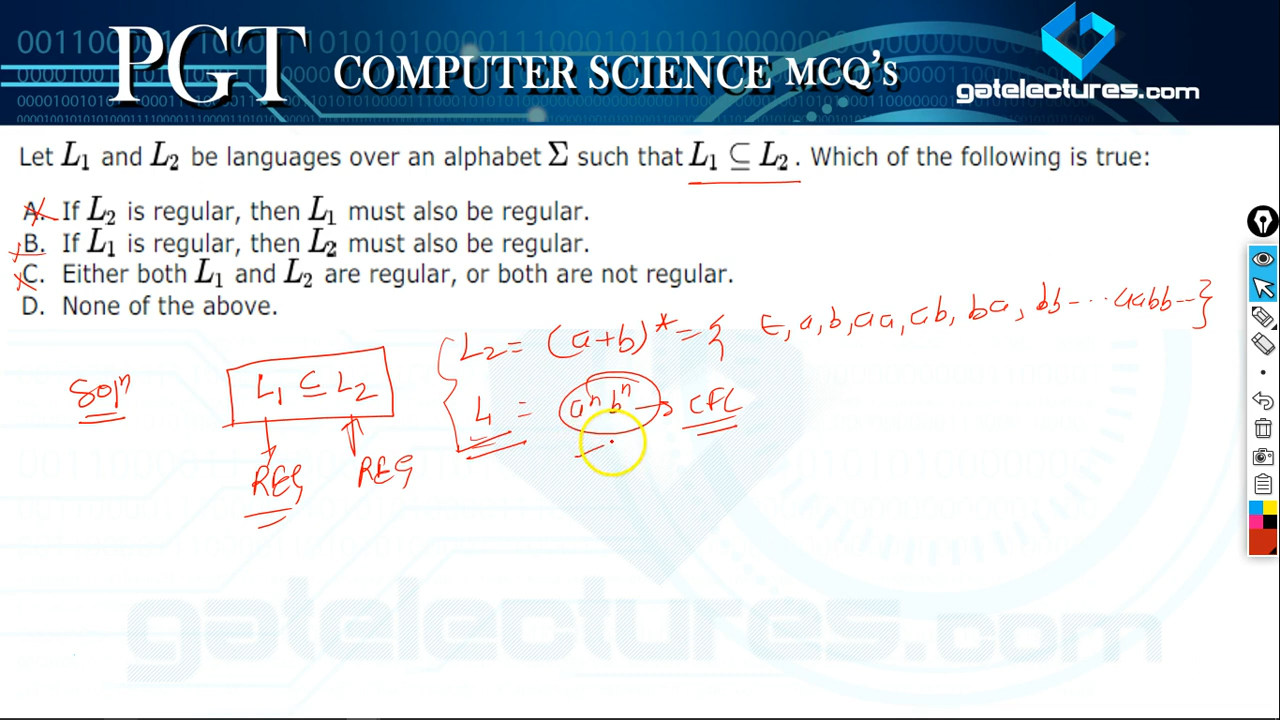 PGT COMPUTER SCIENCE MCQ's
gatelectures.com
Let L₁ and L₂ be languages over an alphabet Σ such that L₁ ⊆ L₂. Which of the following is true:
A. If L₂ is regular, then L₁ must also be regular.
B. If L₁ is regular, then L₂ must also be regular.
C. Either both L₁ and L₂ are regular, or both are not regular.
D. None of the above.
L₂ = (a+b)* = { ε, a, b, aa, ab, ba, bb-··· aabb-- }
Solⁿ
L₁ ⊆ L₂
L₁ = aⁿbⁿ → CFL
REG REG
gatelectures.com